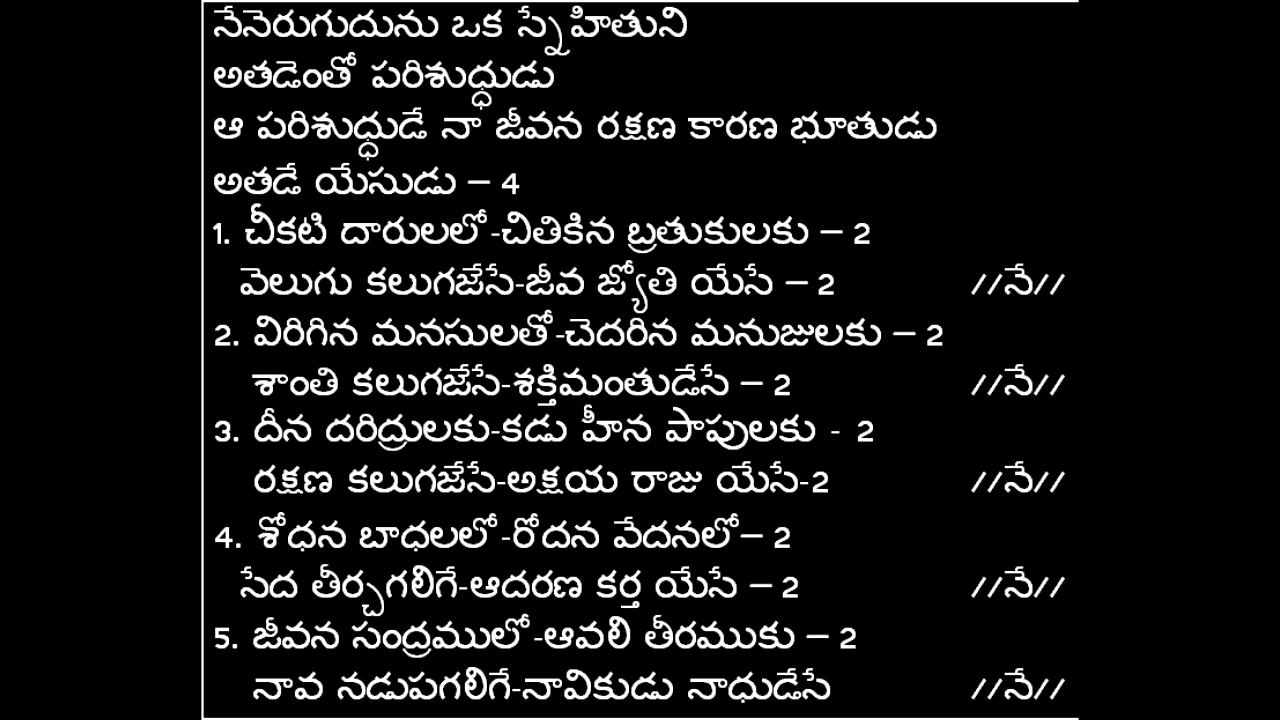 నేనెరుగుదును ఒక స్నేహితుని
అతడెంతో పరిశుద్ధుడు
ఆ పరిశుద్ధుడే నా జీవన రక్షణ కారణ భూతుడు
అతడే యేసుడు – 4
1. చీకటి దారులలో-చితికిన బ్రతుకులకు – 2
వెలుగు కలుగజేసే-జీవ జ్యోతి యేసే – 2 //నే//
2. విరిగిన మనసులతో-చెదరిన మనుజులకు – 2
శాంతి కలుగజేసే-శక్తిమంతుడేసే – 2 //నే//
3. దీన దరిద్రులకు-కడు హీన పాపులకు - 2
రక్షణ కలుగజేసే-అక్షయ రాజు యేసే-2 //నే//
4. శోధన బాధలలో-రోదన వేదనలో– 2
సేద తీర్చగలిగే-ఆదరణ కర్త యేసే – 2 //నే//
5. జీవన సంద్రములో-ఆవలి తీరముకు – 2
నావ నడుపగలిగే-నావికుడు నాధుడేసే //నే//